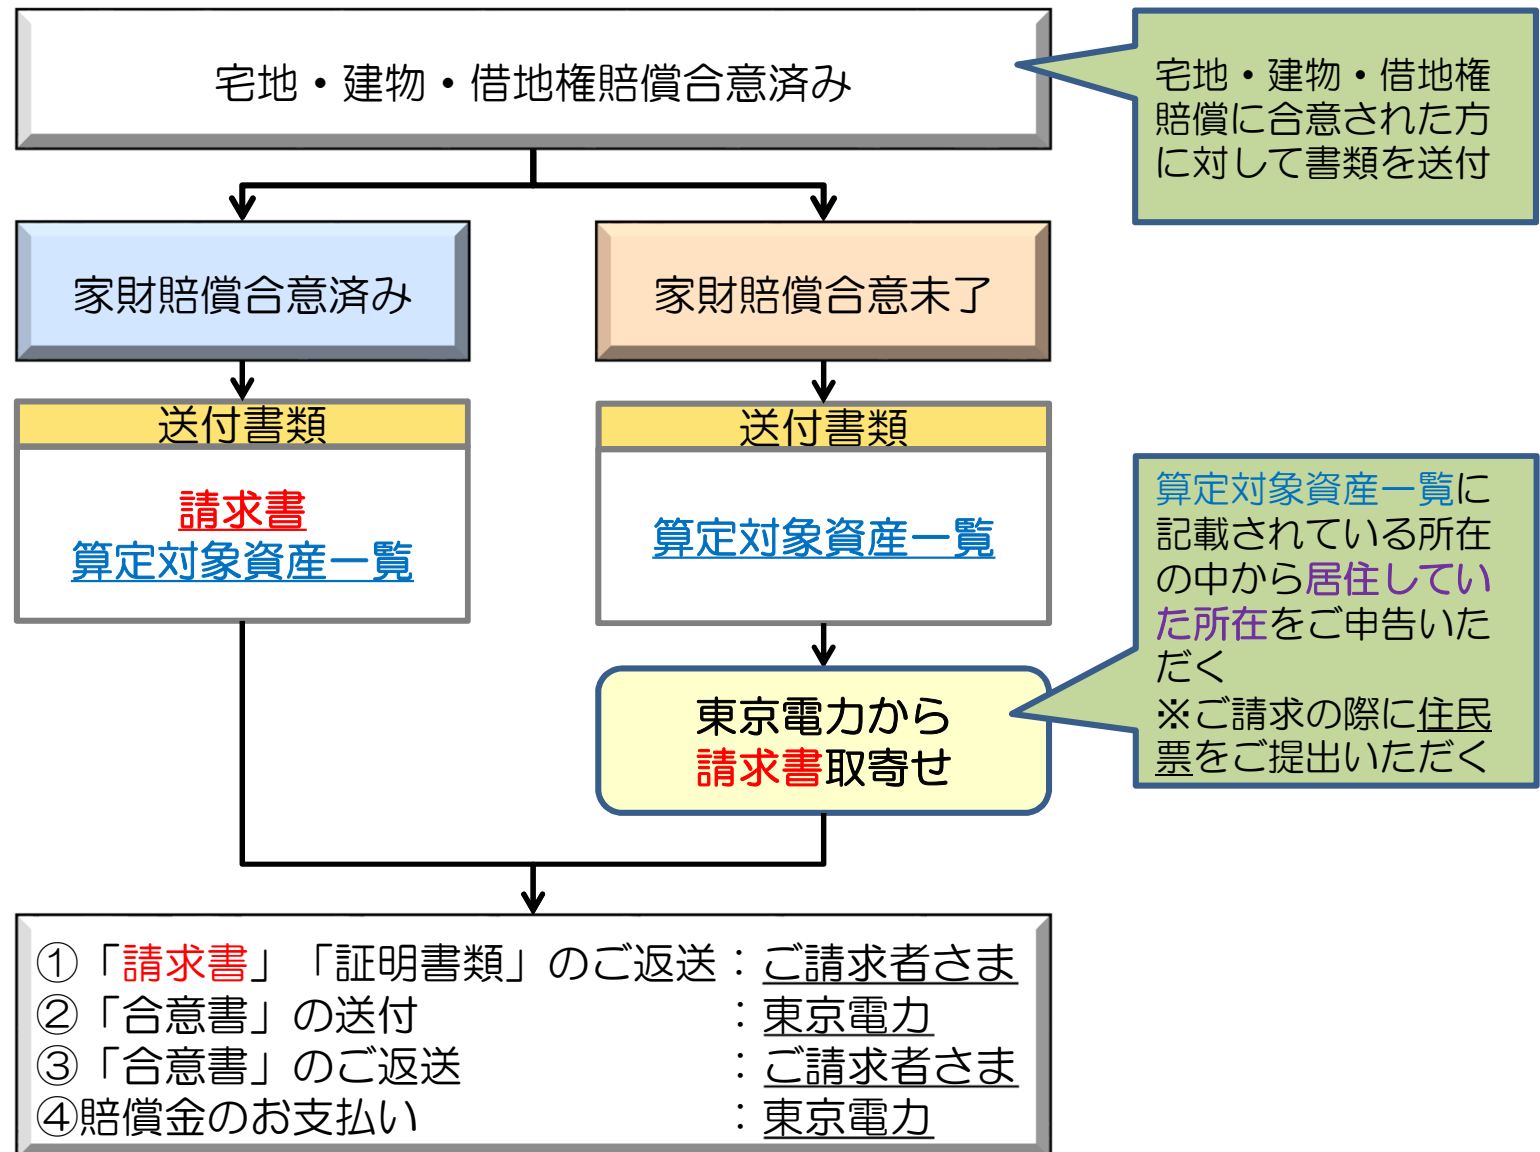 宅地・建物・借地権賠償合意済み
宅地・建物・借地権
賠償に合意された方
に対して書類を送付
家財賠償合意済み
家財賠償合意未了
送付書類
請求書
算定対象資産一覧
送付書類
算定対象資産一覧
算定対象資産一覧に
記載されている所在
の中から居住してい
た所在をご申告いた
だく
※ご請求の際に住民
票をご提出いただく
東京電力から
請求書取寄せ
①「請求書」「証明書類」のご返送：ご請求者さま
②「合意書」の送付：東京電力
③「合意書」のご返送：ご請求者さま
④賠償金のお支払い：東京電力